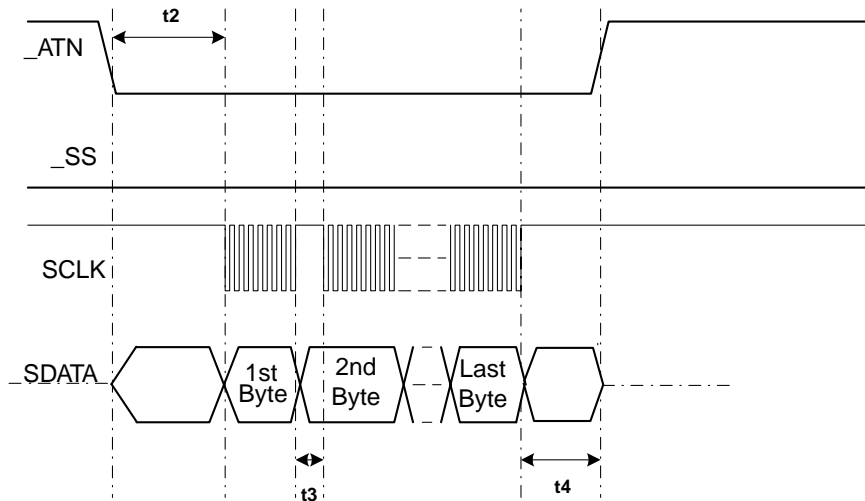 t2
_ATN
_SS
SCLK
_SDATA
1st
Byte
2nd
Byte
Last
Byte
t3
t4